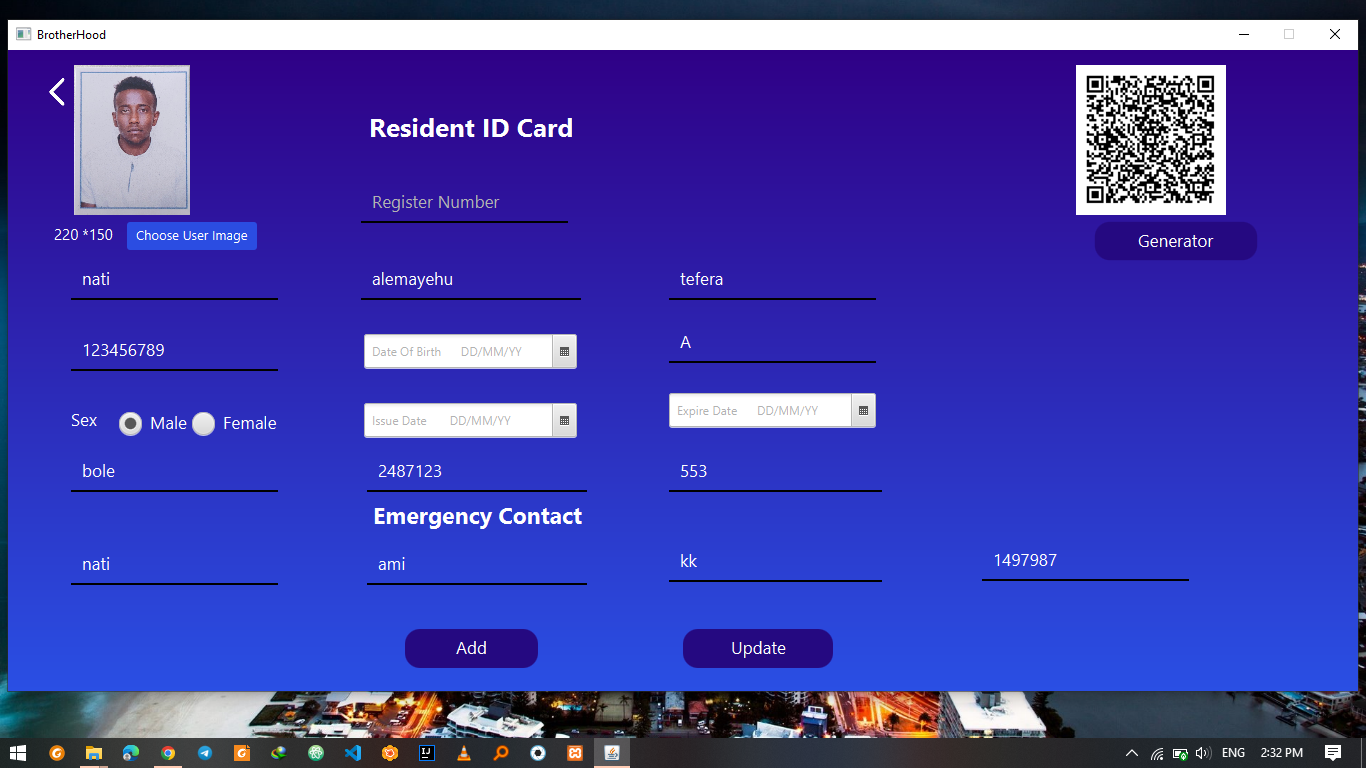 BrotherHood
Resident ID Card
Register Number
220 *150 Choose User Image
Generator
nati alemayehu tefera
123456789 Date Of Birth DD/MM/YY A
Sex Male Female Issue Date DD/MM/YY Expire Date DD/MM/YY
bole 2487123 553
Emergency Contact
nati ami kk 1497987
Add Update
ENG 2:32 PM